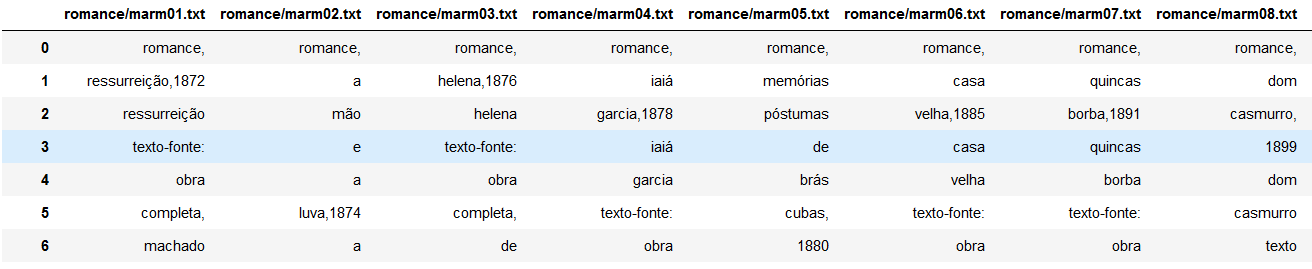 romance/marm01.txt romance/marm02.txt romance/marm03.txt romance/marm04.txt romance/marm05.txt romance/marm06.txt romance/marm07.txt romance/marm08.txt
0 romance, romance, romance, romance, romance, romance, romance, romance,
1 ressurreição,1872 a helena,1876 iaiá memórias casa quincas dom
2 ressurreição mão helena garcia,1878 póstumas velha,1885 borba,1891 casmurro,
3 texto-fonte: e texto-fonte: iaiá de casa quincas 1899
4 obra a obra garcia brás velha borba dom
5 completa, luva,1874 completa, texto-fonte: cubas, texto-fonte: texto-fonte: casmurro
6 machado a de obra 1880 obra obra texto